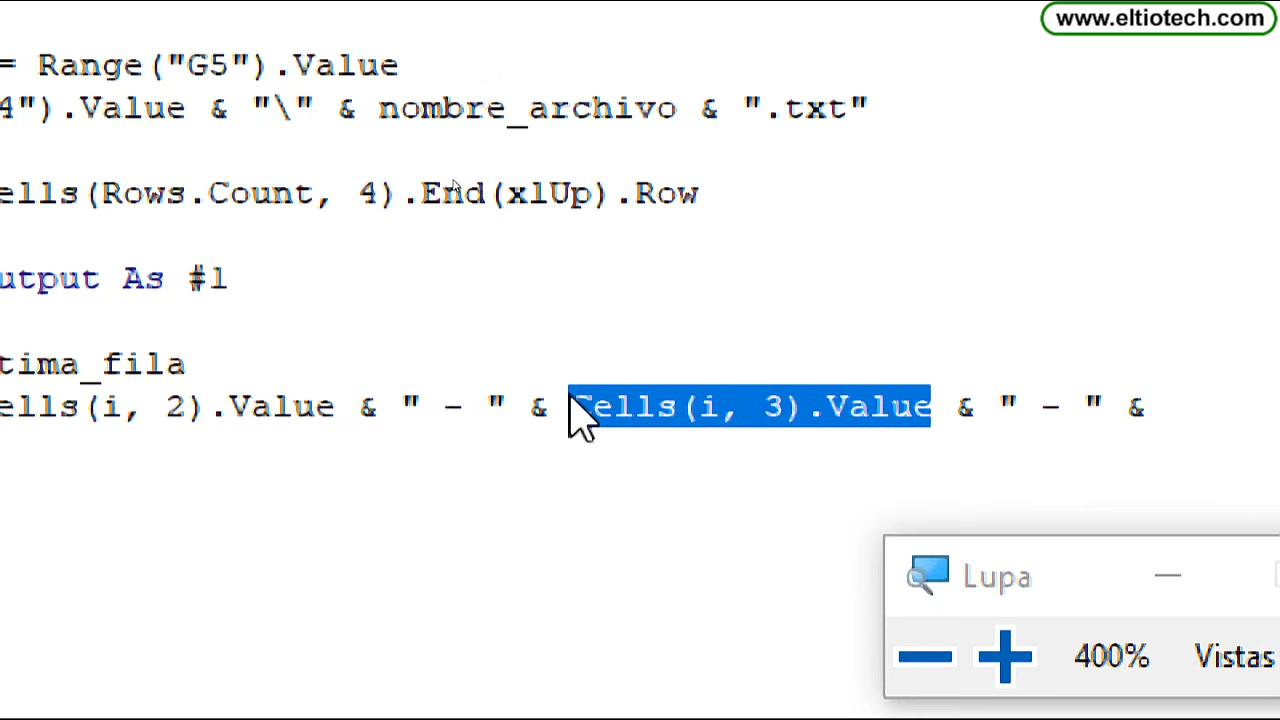 www.eltiotech.com
= Range("G5").Value
4").Value & "\" & nombre_archivo & ".txt"
ells(Rows.Count, 4).End(xlUp).Row
utput As #1
tima_fila
ells(i, 2).Value & " - " & Cells(i, 3).Value & " - " &
Lupa
400%
Vistas